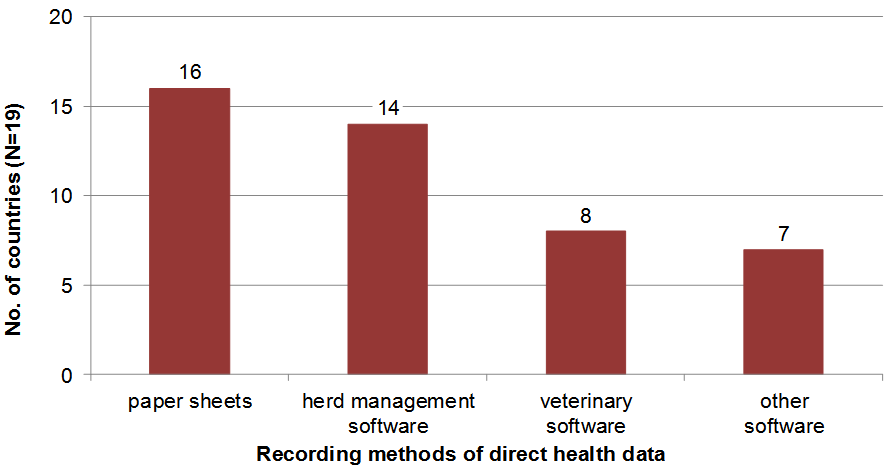 20
15
10
5
0
No. of countries (N=19)
16
14
8
7
paper sheets
herd management
software
veterinary
software
other
software
Recording methods of direct health data